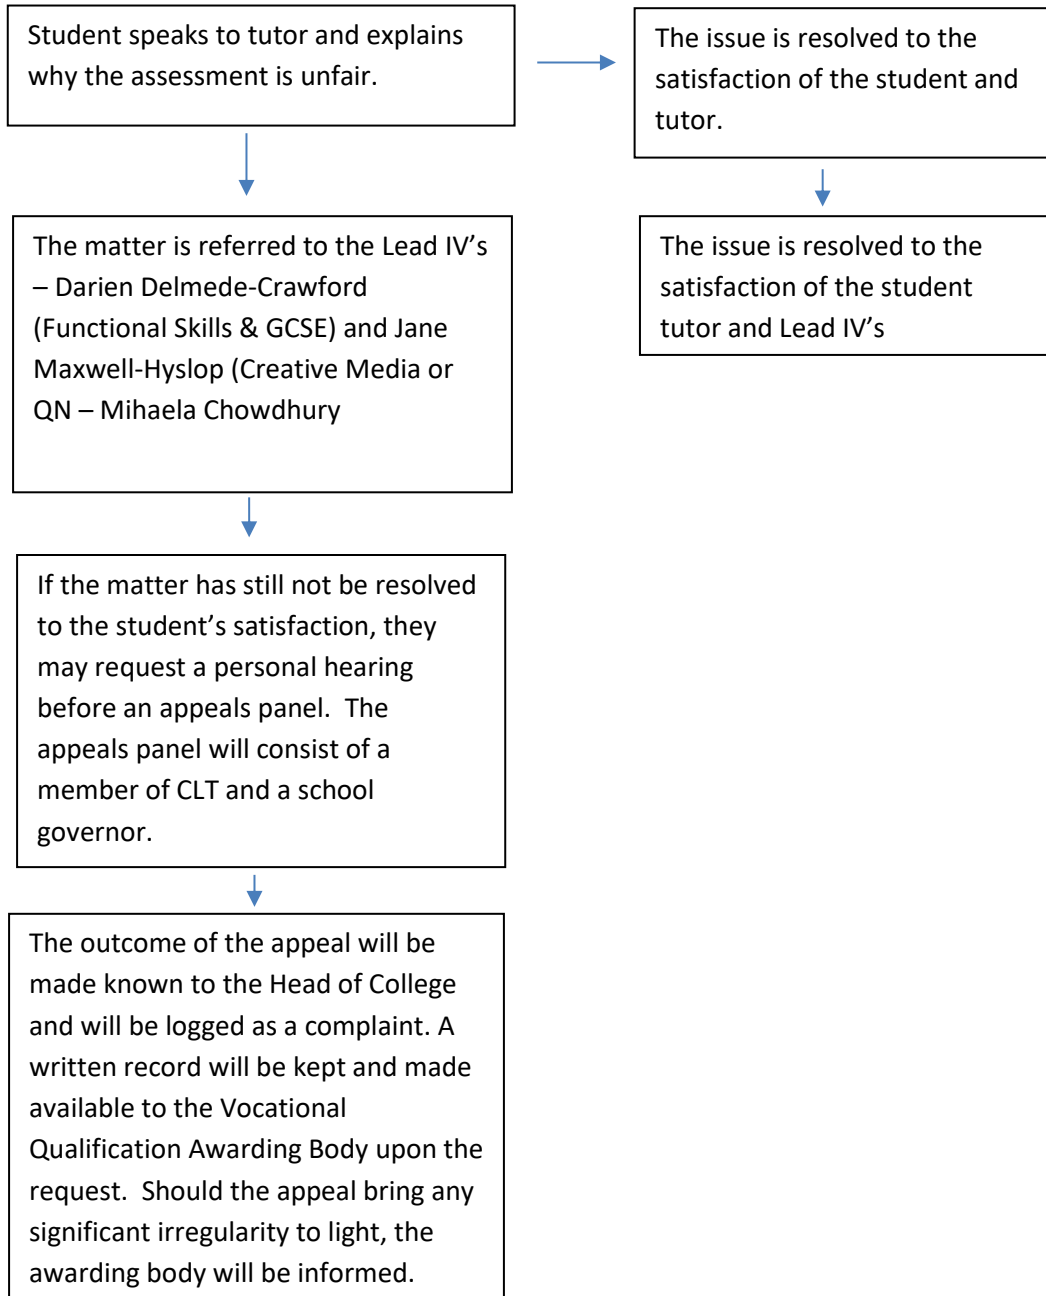 Student speaks to tutor and explains
why the assessment is unfair.
The issue is resolved to the
satisfaction of the student and
tutor.
The matter is referred to the Lead IV’s
– Darien Delmede-Crawford
(Functional Skills & GCSE) and Jane
Maxwell-Hyslop (Creative Media or
QN – Mihaela Chowdhury
The issue is resolved to the
satisfaction of the student
tutor and Lead IV’s
If the matter has still not be resolved
to the student’s satisfaction, they
may request a personal hearing
before an appeals panel.  The
appeals panel will consist of a
member of CLT and a school
governor.
The outcome of the appeal will be
made known to the Head of College
and will be logged as a complaint. A
written record will be kept and made
available to the Vocational
Qualification Awarding Body upon the
request.  Should the appeal bring any
significant irregularity to light, the
awarding body will be informed.